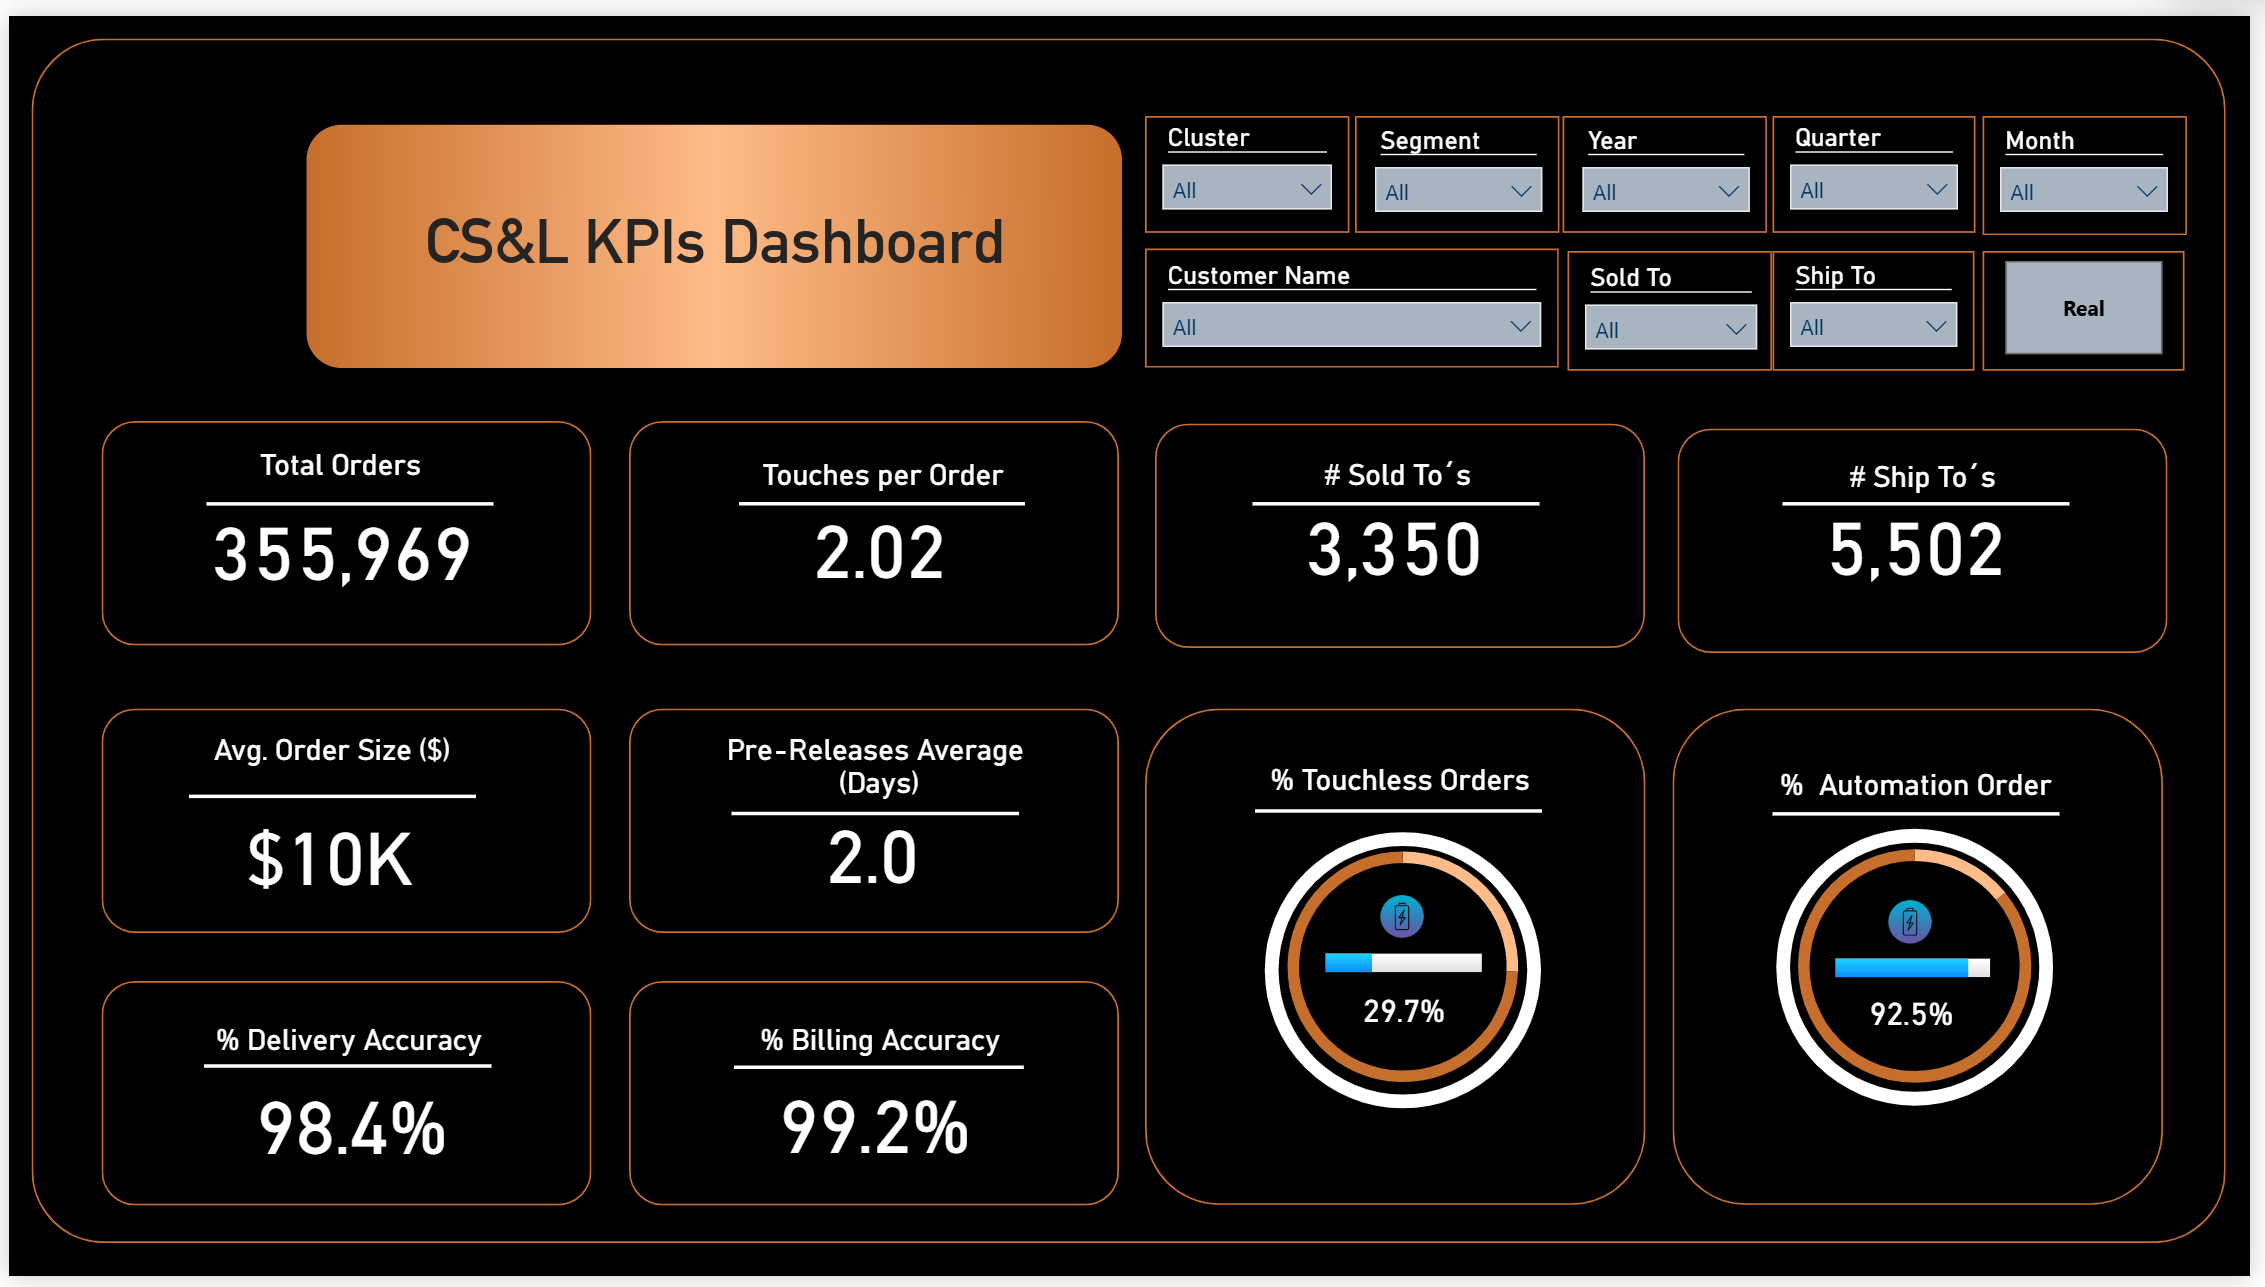 CS&L KPIs Dashboard
Cluster
All
Segment
All
Year
All
Quarter
All
Month
All
Customer Name
All
Sold To
All
Ship To
All
Real
Total Orders
355,969
Touches per Order
2.02
# Sold To´s
3,350
# Ship To´s
5,502
Avg. Order Size ($)
$10K
Pre-Releases Average
(Days)
2.0
% Touchless Orders
29.7%
% Automation Order
92.5%
% Delivery Accuracy
98.4%
% Billing Accuracy
99.2%